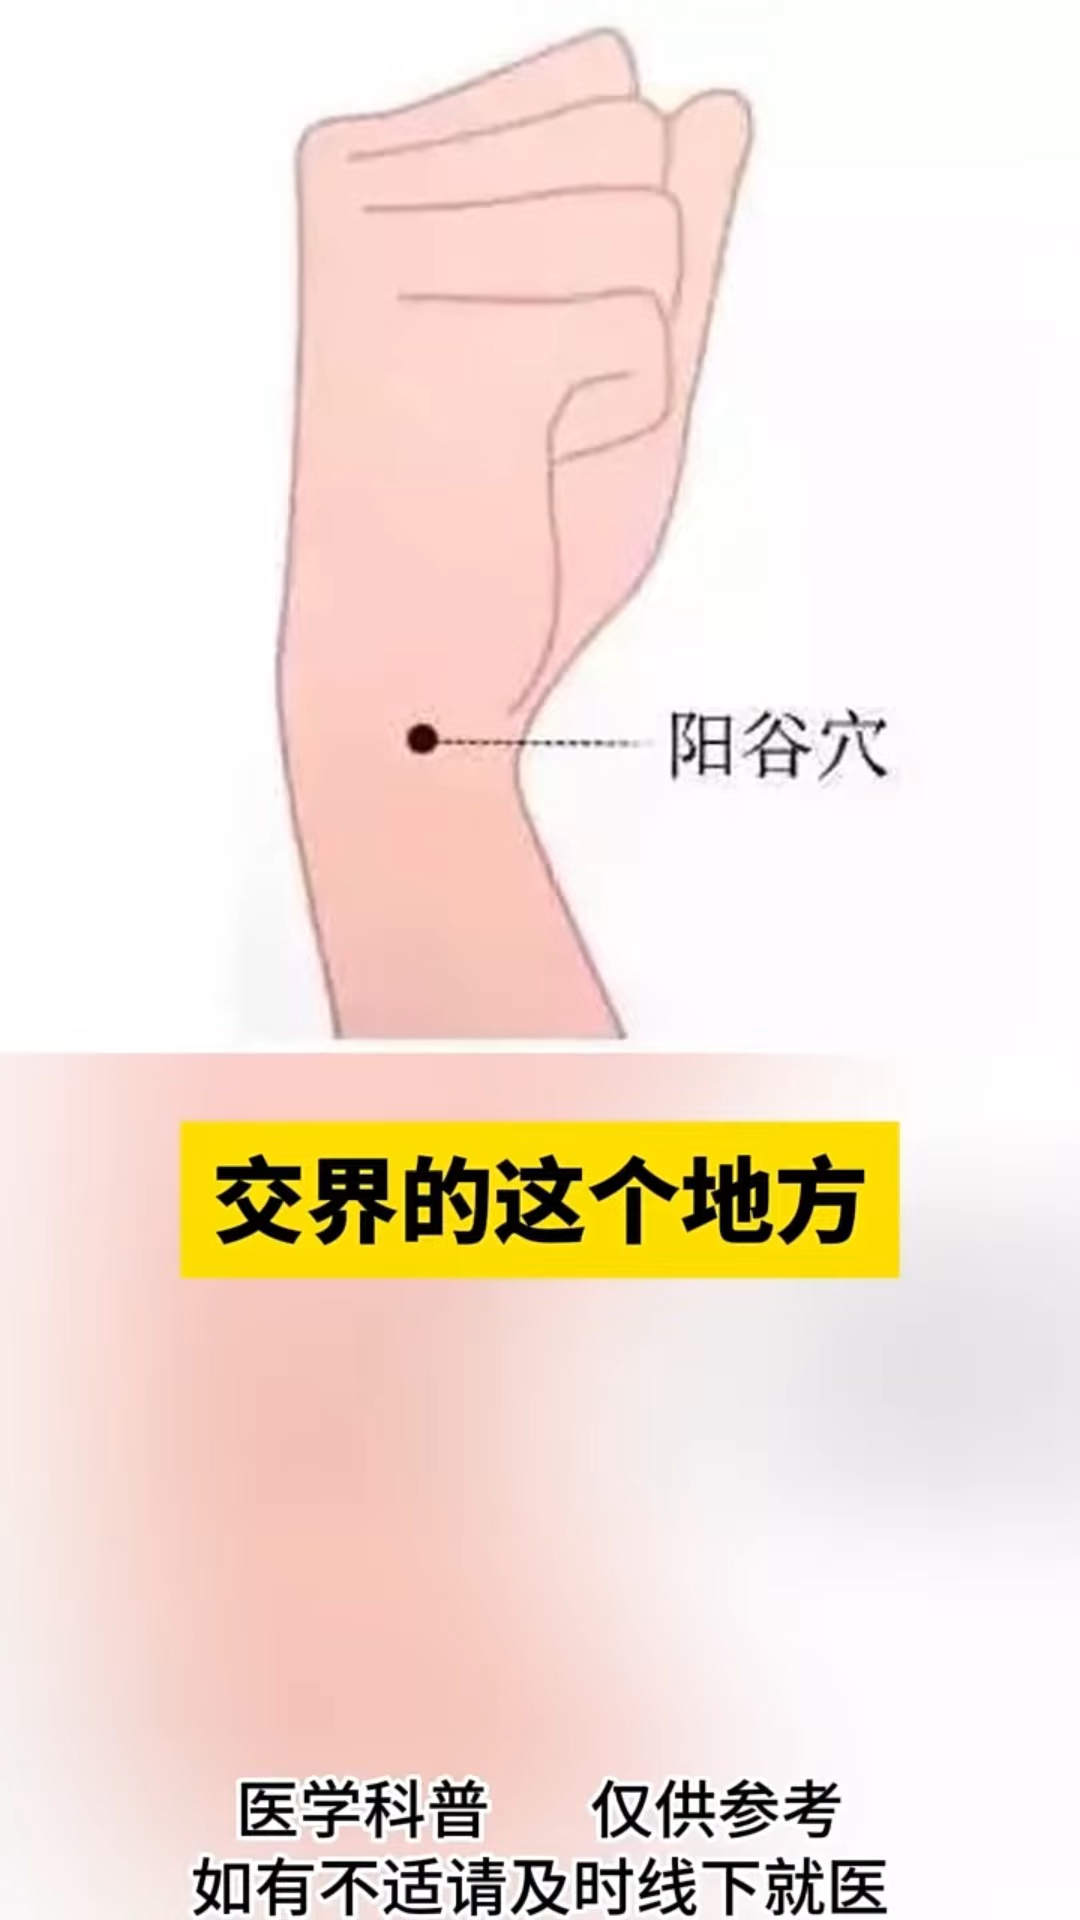 阳谷穴
交界的这个地方
医学科普 仅供参考
如有不适请及时线下就医